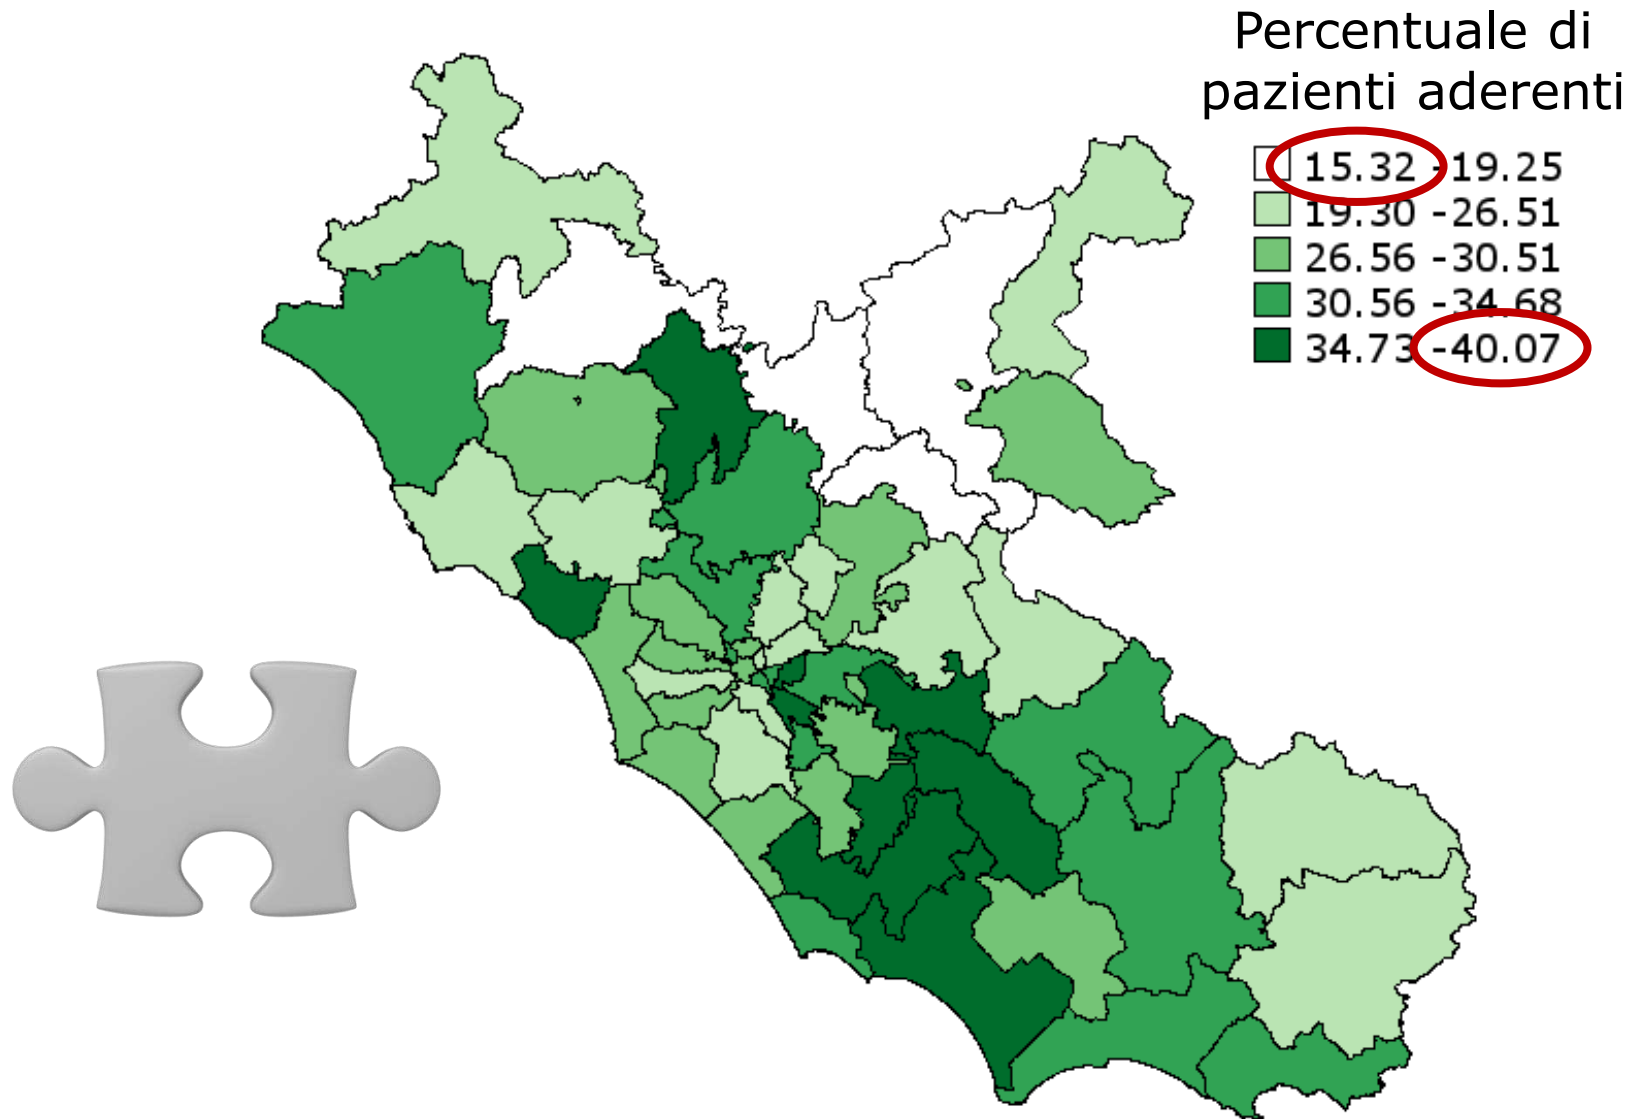 Percentuale di
pazienti aderenti
15.32 -19.25
19.30 -26.51
26.56 -30.51
30.56 -34.68
34.73 -40.07